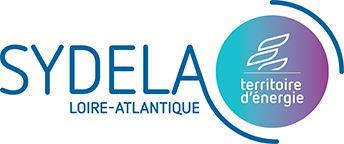 SYDELA
LOIRE-ATLANTIQUE
territoire
d'énergie